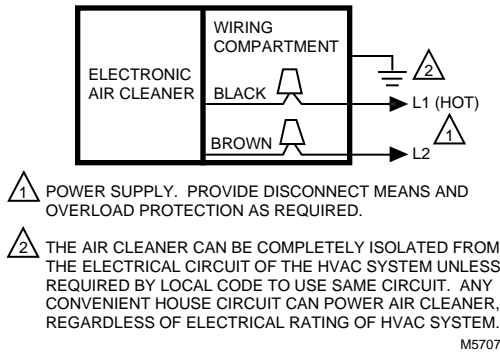 WIRING
COMPARTMENT
ELECTRONIC
AIR CLEANER
2
BLACK
L1 (HOT)
1
BROWN
L2
1 POWER SUPPLY. PROVIDE DISCONNECT MEANS AND
OVERLOAD PROTECTION AS REQUIRED.
2 THE AIR CLEANER CAN BE COMPLETELY ISOLATED FROM
THE ELECTRICAL CIRCUIT OF THE HVAC SYSTEM UNLESS
REQUIRED BY LOCAL CODE TO USE SAME CIRCUIT. ANY
CONVENIENT HOUSE CIRCUIT CAN POWER AIR CLEANER,
REGARDLESS OF ELECTRICAL RATING OF HVAC SYSTEM.
M5707